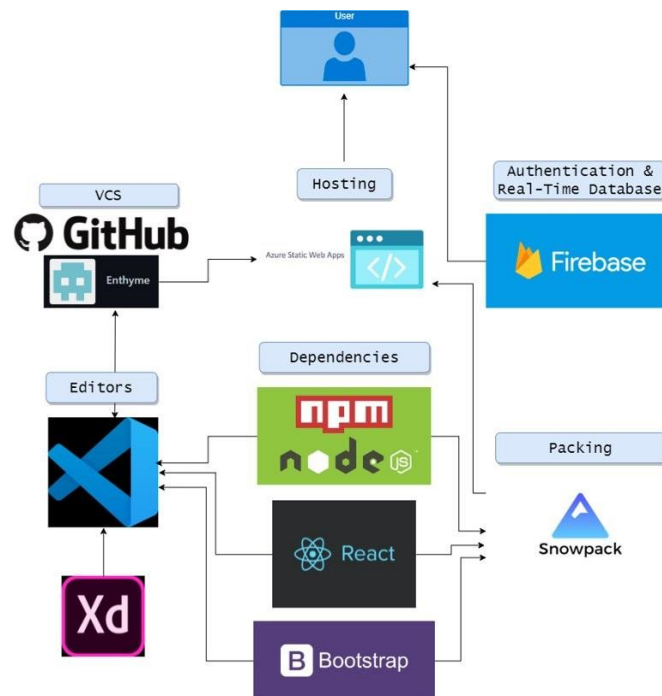 User
Hosting
VCS
GitHub
Enthyme
Azure Static Web Apps
</>
Authentication &
Real-Time Database
Firebase
Editors
Dependencies
npm
node
JS
Packing
Snowpack
React
Xd
B Bootstrap